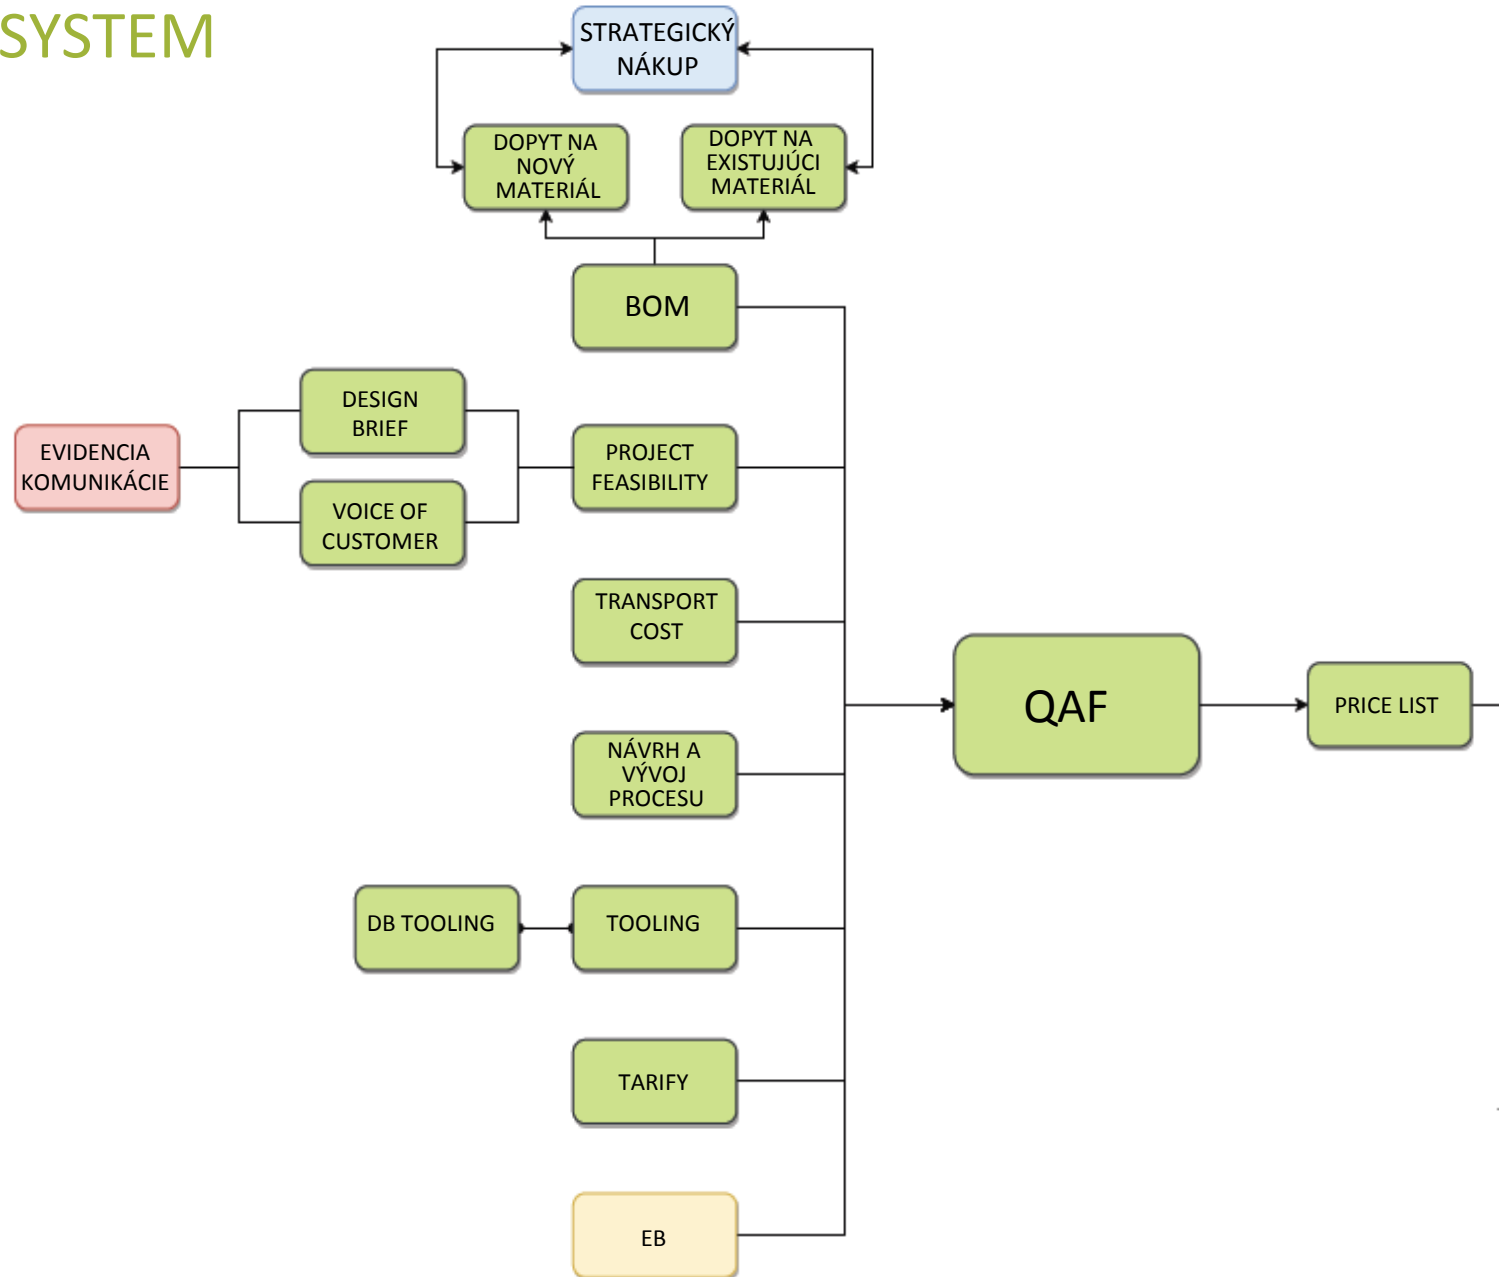 SYSTEM
STRATEGICKÝ
NÁKUP
DOPYT NA
NOVÝ
MATERIÁL
DOPYT NA
EXISTUJÚCI
MATERIÁL
BOM
DESIGN
BRIEF
EVIDENCIA
KOMUNIKÁCIE
VOICE OF
CUSTOMER
PROJECT
FEASIBILITY
TRANSPORT
COST
QAF
PRICE LIST
NÁVRH A
VÝVOJ
PROCESU
DB TOOLING
TOOLING
TARIFY
EB